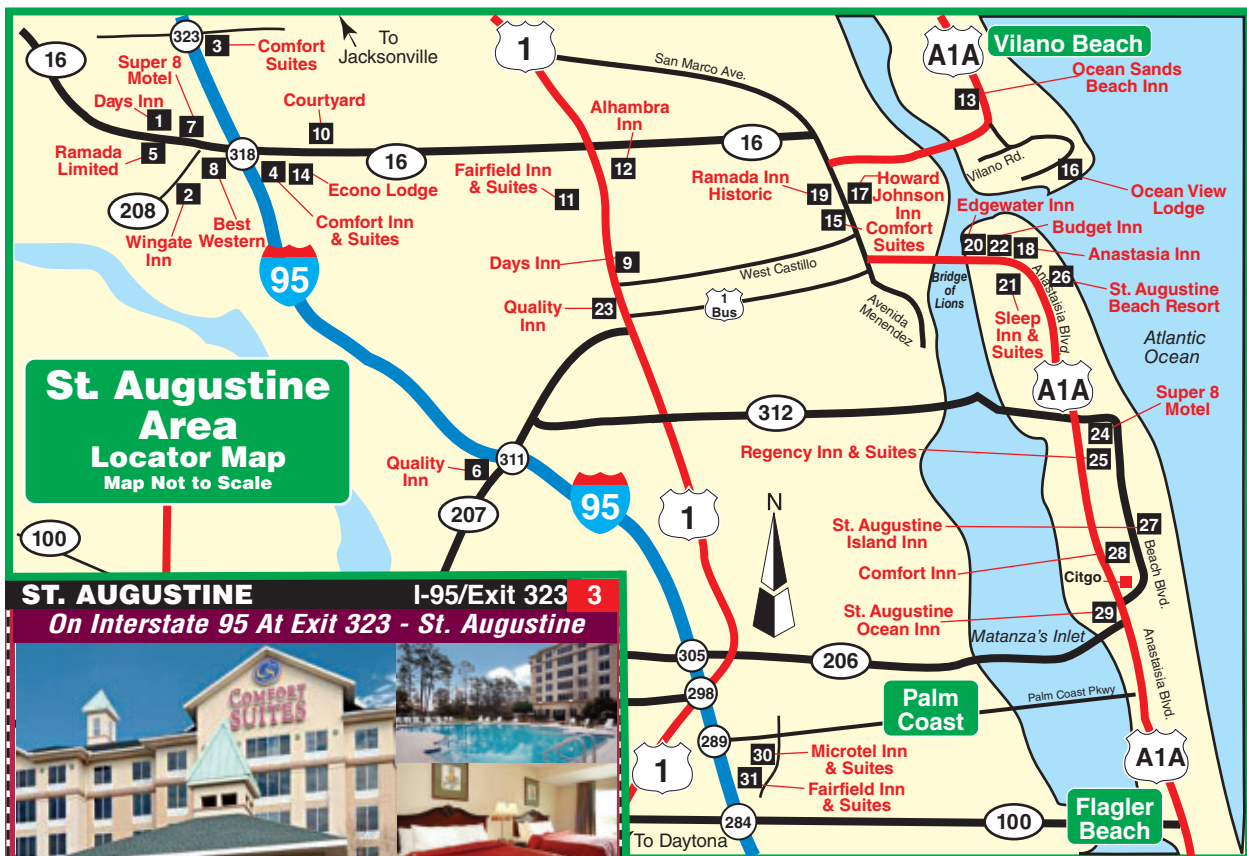 323
3
Comfort
Suites
To
Jacksonville
1
San Marco Ave.
A1A
Vilano Beach
16
Super 8
Motel
Days Inn
1
7
Courtyard
10
Alhambra
Inn
12
Ocean Sands
Beach Inn
13
Ramada
Limited
5
318
16
16
8
4
14
Econo Lodge
Fairfield Inn
& Suites
11
Ramada Inn
Historic
19
17
Howard
Johnson
Inn
Vilano Rd.
16
Ocean View
Lodge
208
2
Wingate
Inn
Best
Western
Comfort Inn
& Suites
15
Comfort
Suites
Edgewater Inn
Budget Inn
20
22
18
Anastasia Inn
95
Days Inn
9
West Castillo
Bridge
of
Lions
21
Anastaisia Blvd.
26
St. Augustine
Beach Resort
Quality
Inn
23
1
Bus
Avenida
Menendez
Sleep
Inn &
Suites
Atlantic
Ocean
St. Augustine
Area
Locator Map
Map Not to Scale
A1A
312
Super 8
Motel
24
Regency Inn & Suites
25
Quality
Inn
6
311
95
207
1
N
100
St. Augustine
Island Inn
27
28
Comfort Inn
Citgo
Beach Blvd.
St. Augustine
Ocean Inn
29
Matanza's Inlet
305
206
Anastaisia Blvd.
298
Palm
Coast
Palm Coast Pkwy
289
1
30
Microtel Inn
& Suites
31
Fairfield Inn
& Suites
A1A
284
To Daytona
100
Flagler
Beach
ST. AUGUSTINE
I-95/Exit 323
3
On Interstate 95 At Exit 323 - St. Augustine
COMFORT
SUITES